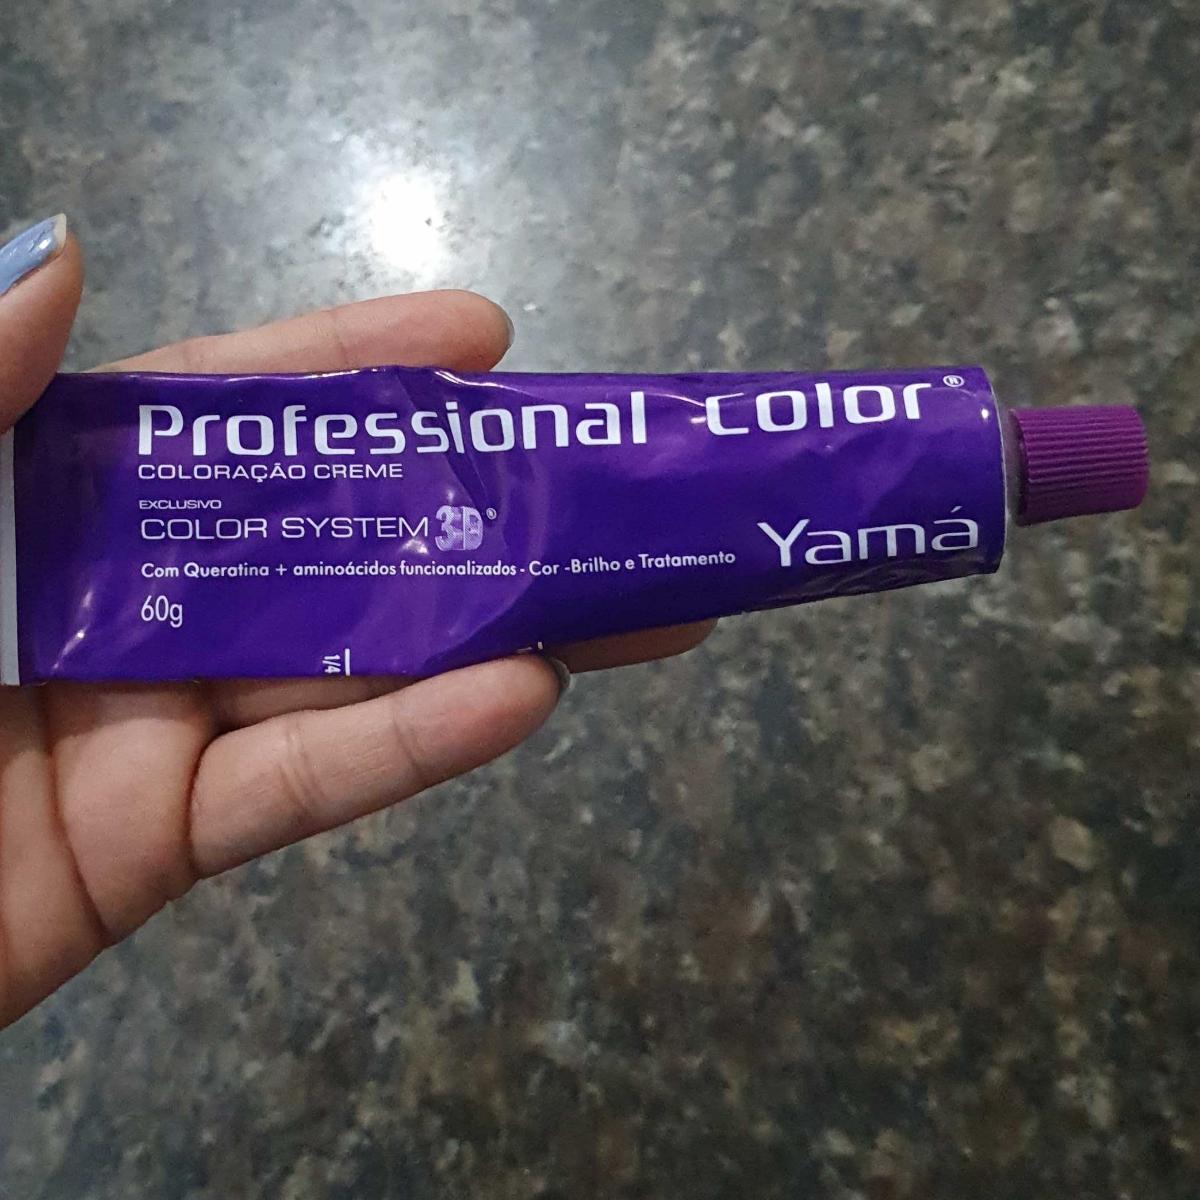 Professional color®
COLORAÇÃO CREME
EXCLUSIVO
COLOR SYSTEM 3D®
Com Queratina + aminoácidos funcionalizados - Cor -Brilho e Tratamento
Yamá
60g
1/4